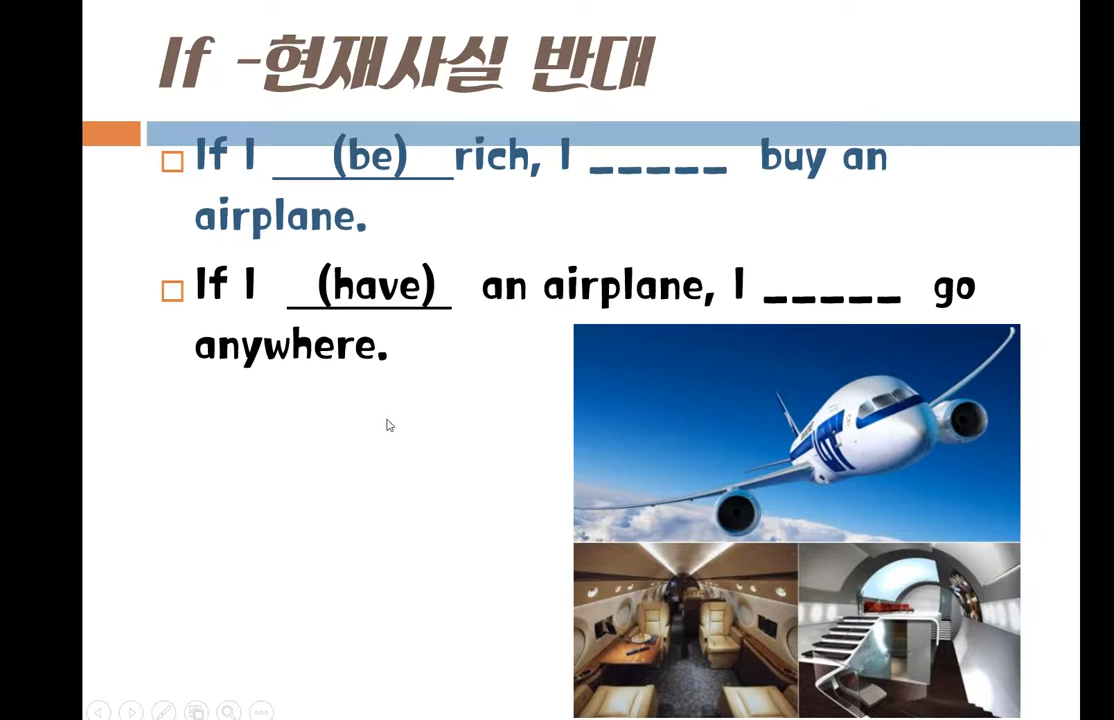 If -현재사실 반대
If I (be) rich, I _____ buy an
airplane.
If I (have) an airplane, I _____ go
anywhere.